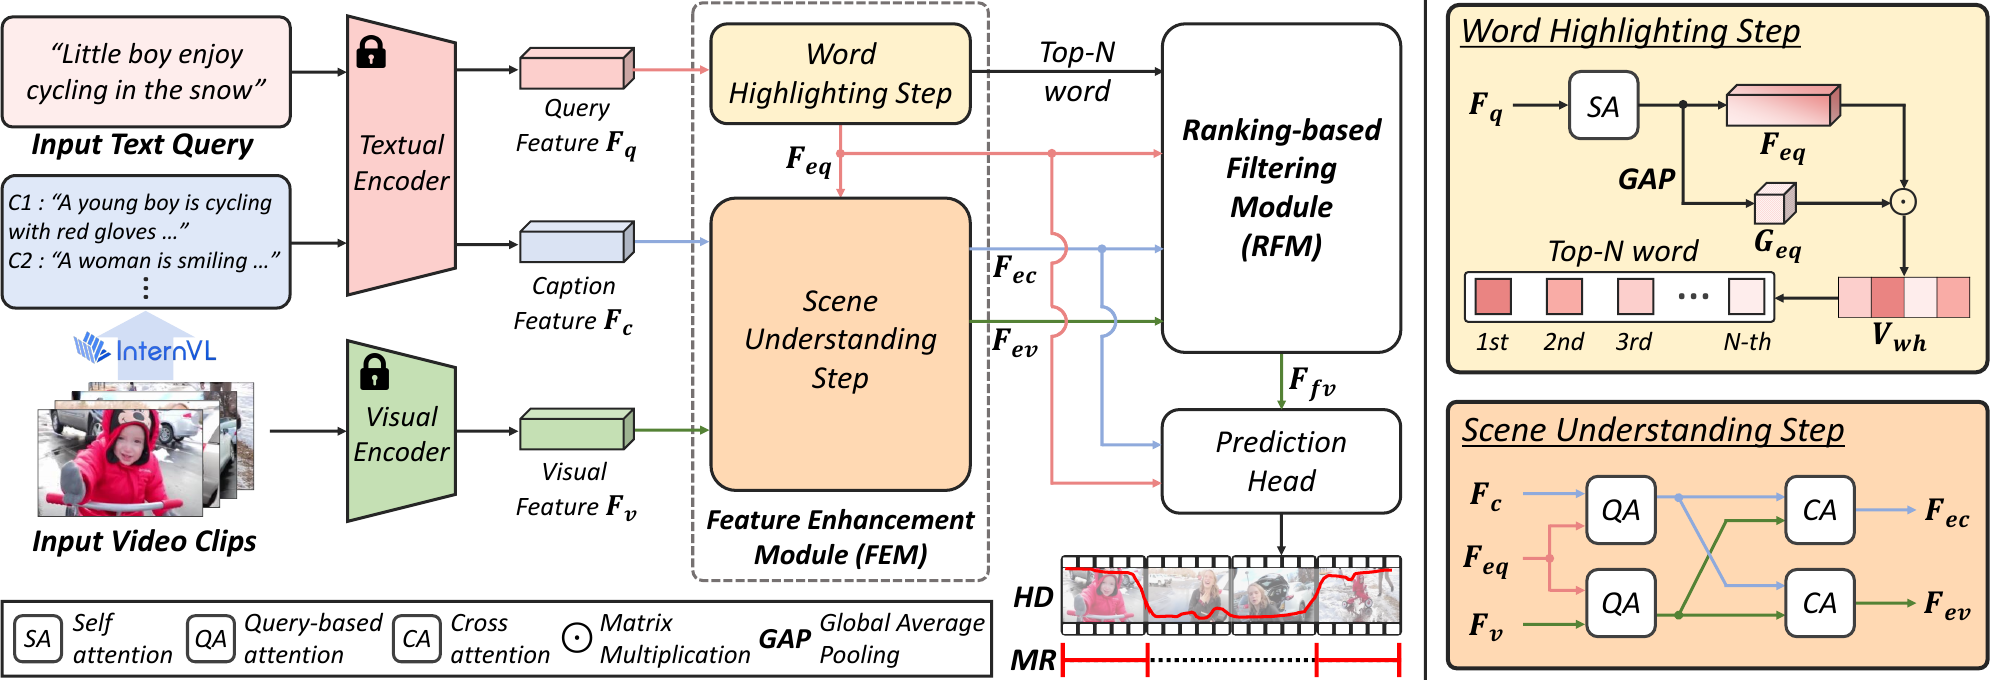 “Little boy enjoy
cycling in the snow”
Input Text Query
C1 : “A young boy is cycling
with red gloves ...”
C2 : “A woman is smiling ...”
InternVL
Input Video Clips
Textual
Encoder
Visual
Encoder
Query
Feature F_q
Caption
Feature F_c
Visual
Feature F_v
Word
Highlighting Step
F_eq
Scene
Understanding
Step
Feature Enhancement
Module (FEM)
Top-N
word
F_ec
F_ev
Ranking-based
Filtering
Module
(RFM)
F_fv
Prediction
Head
HD
MR
SA
Self
attention
QA
Query-based
attention
CA
Cross
attention
Matrix
Multiplication
GAP
Global Average
Pooling
Word Highlighting Step
F_q
SA
F_eq
GAP
G_eq
Top-N word
1st
2nd
3rd
N-th
V_wh
Scene Understanding Step
F_c
QA
CA
F_ec
F_eq
F_v
QA
CA
F_ev